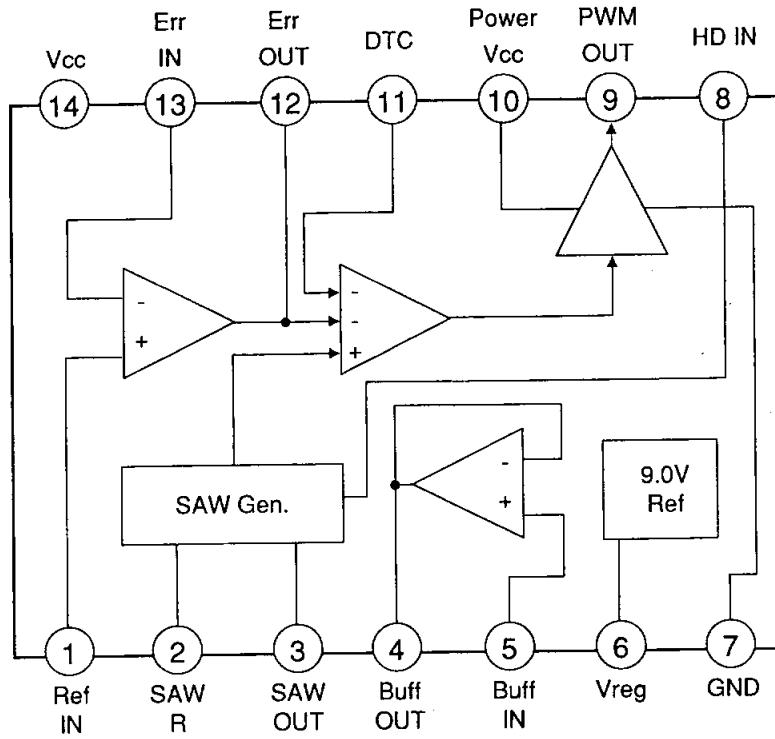 Vcc
Err
IN
Err
OUT
DTC
Power
Vcc
PWM
OUT
HD IN
14
13
12
11
10
9
8
-
+
-
-
+
SAW Gen.
-
+
9.0V
Ref
1
2
3
4
5
6
7
Ref
IN
SAW
R
SAW
OUT
Buff
OUT
Buff
IN
Vreg
GND